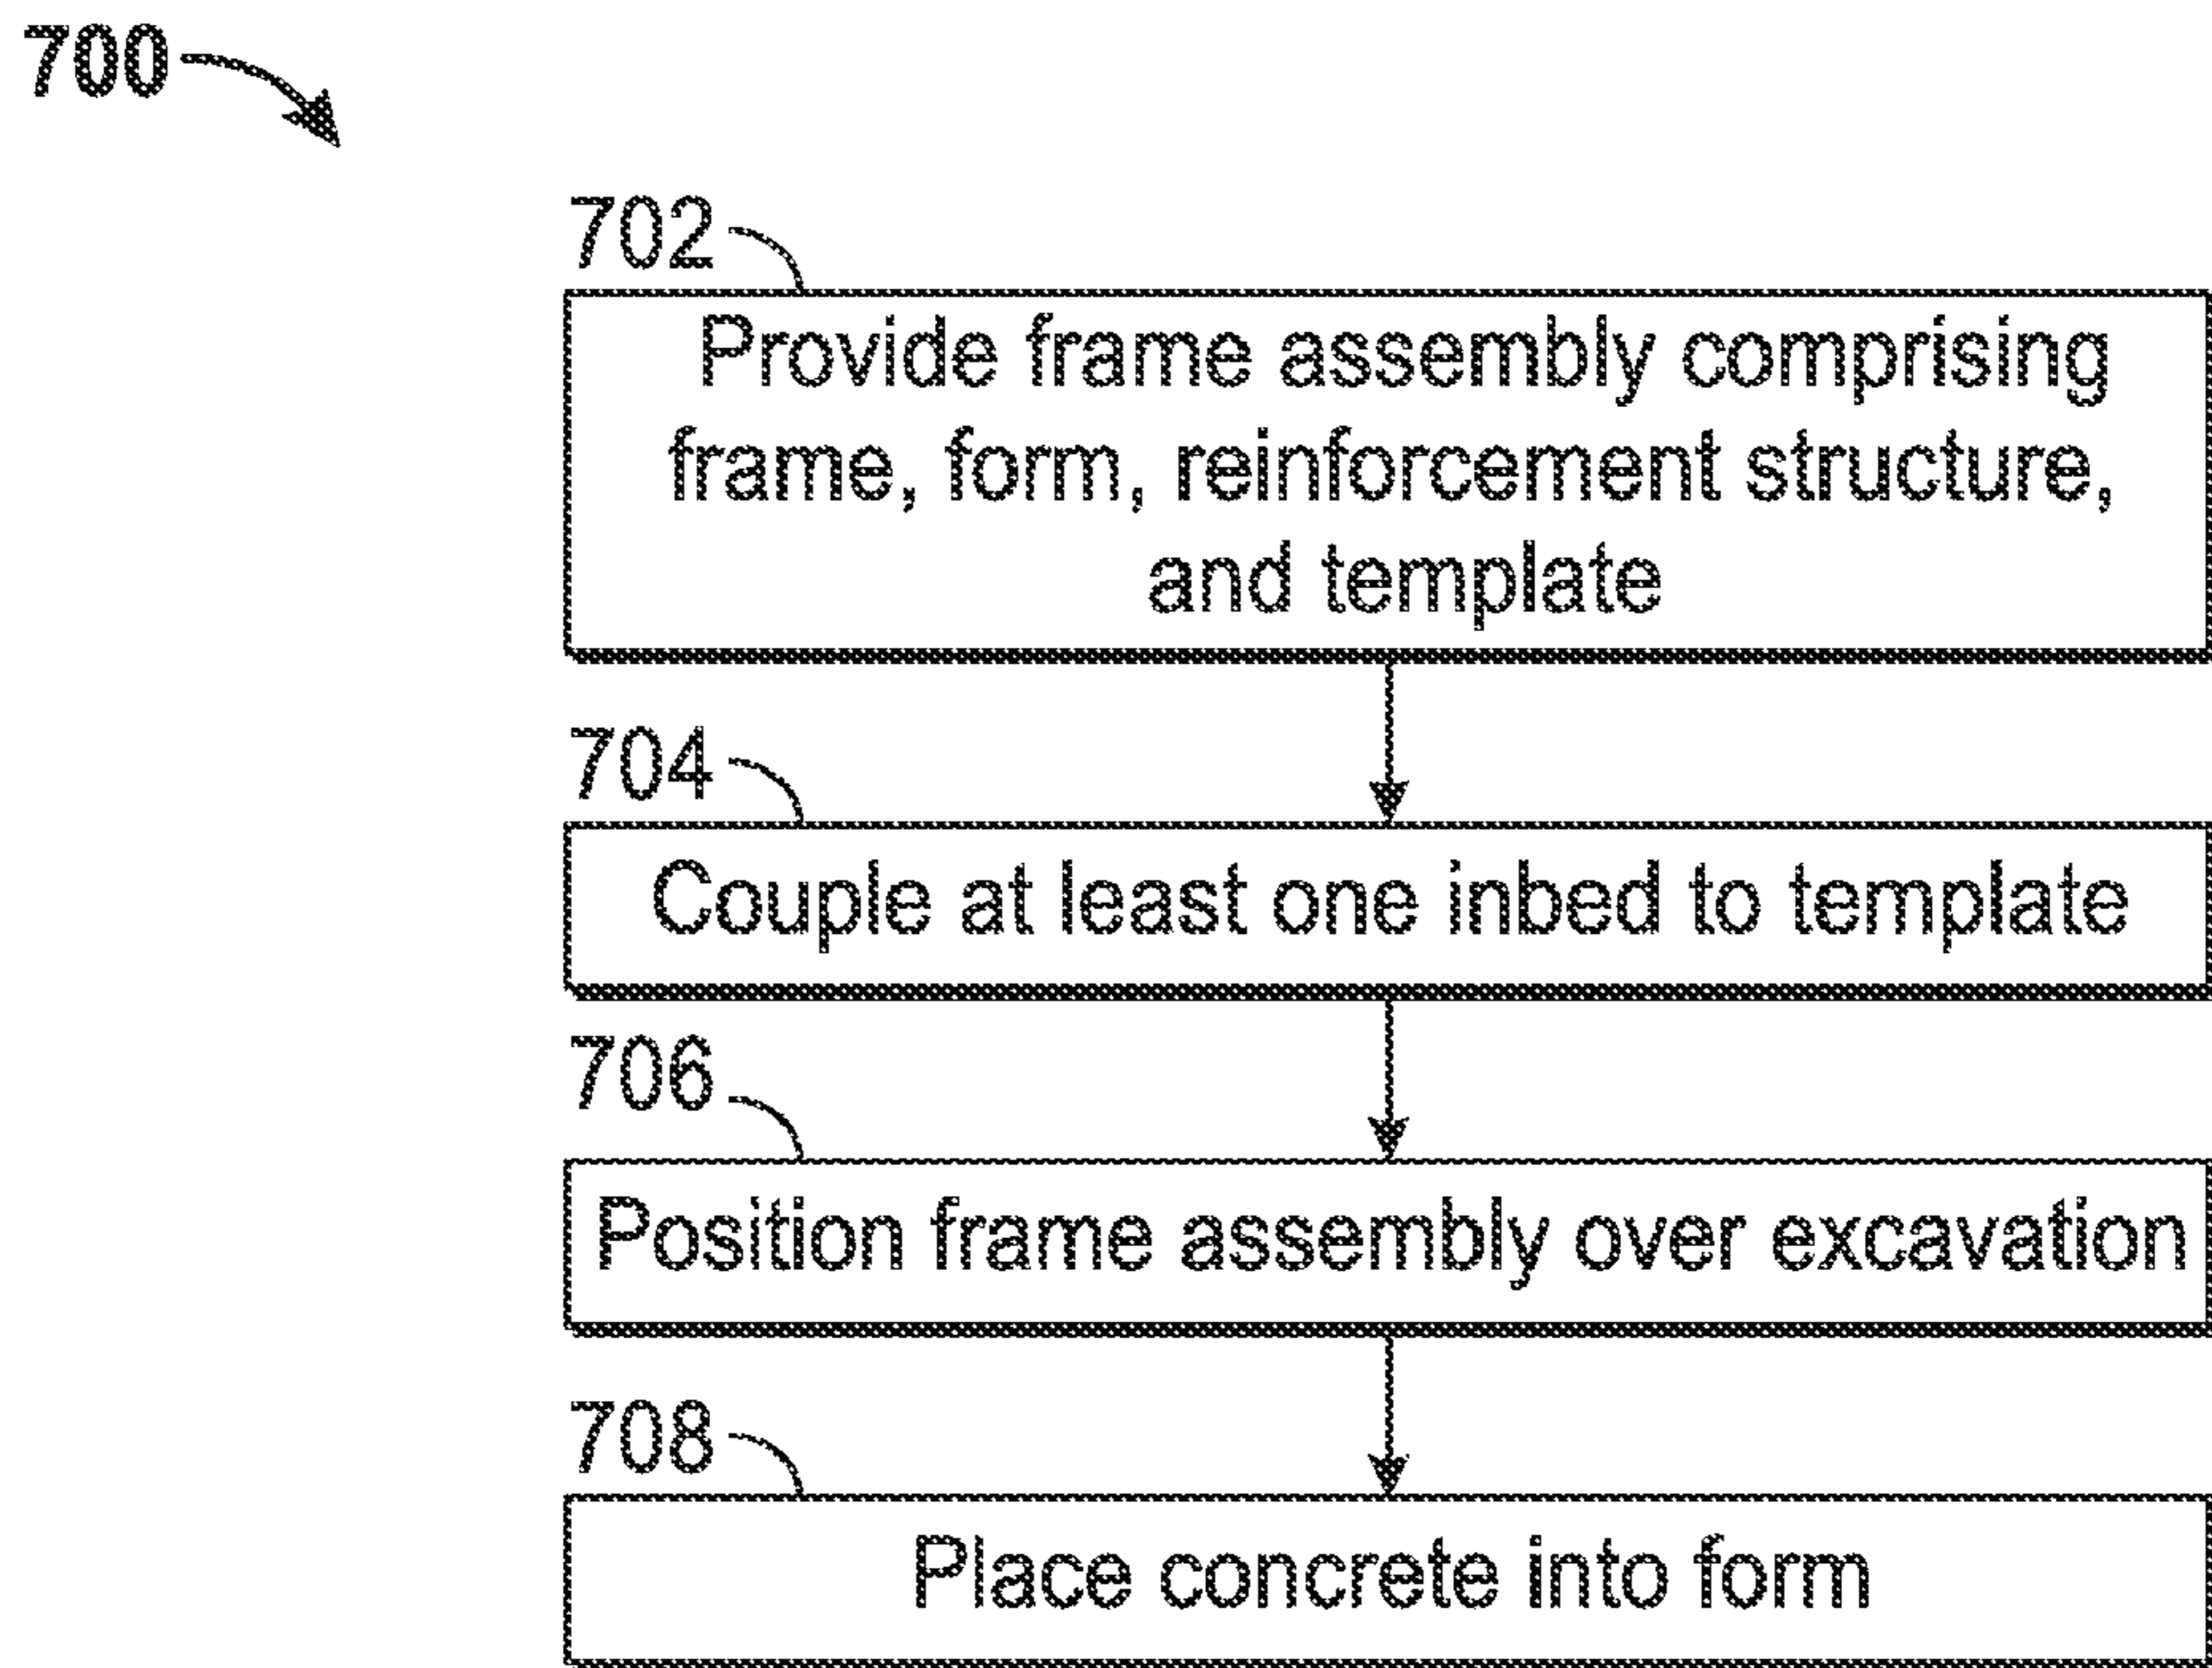 700
702
Provide frame assembly comprising
frame, form, reinforcement structure,
and template
704
Couple at least one inbed to template
706
Position frame assembly over excavation
708
Place concrete into form